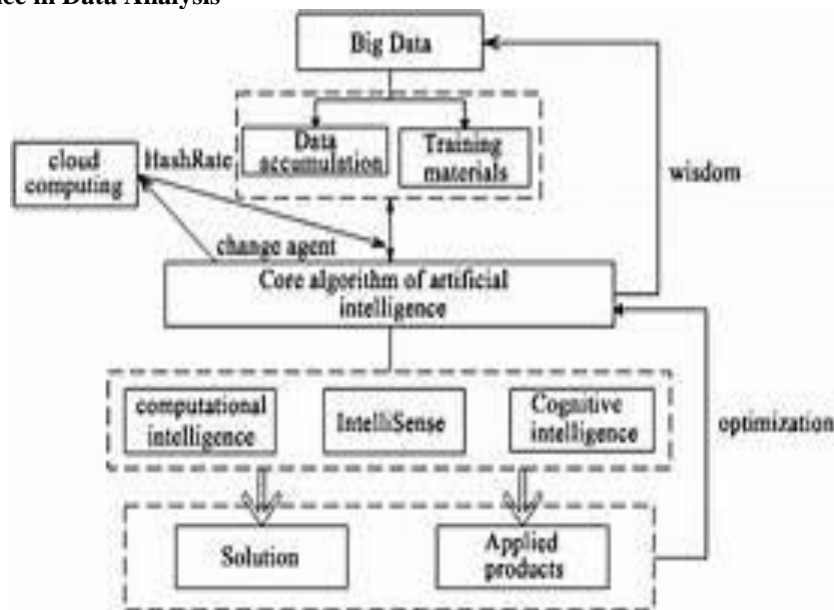 in Data Analysis
Big Data
Data
accumulation
Training
materials
cloud
computing
HashRate
wisdom
change agent
Core algorithm of artificial
intelligence
computational
intelligence
IntelliSense
Cognitive
intelligence
optimization
Solution
Applied
products